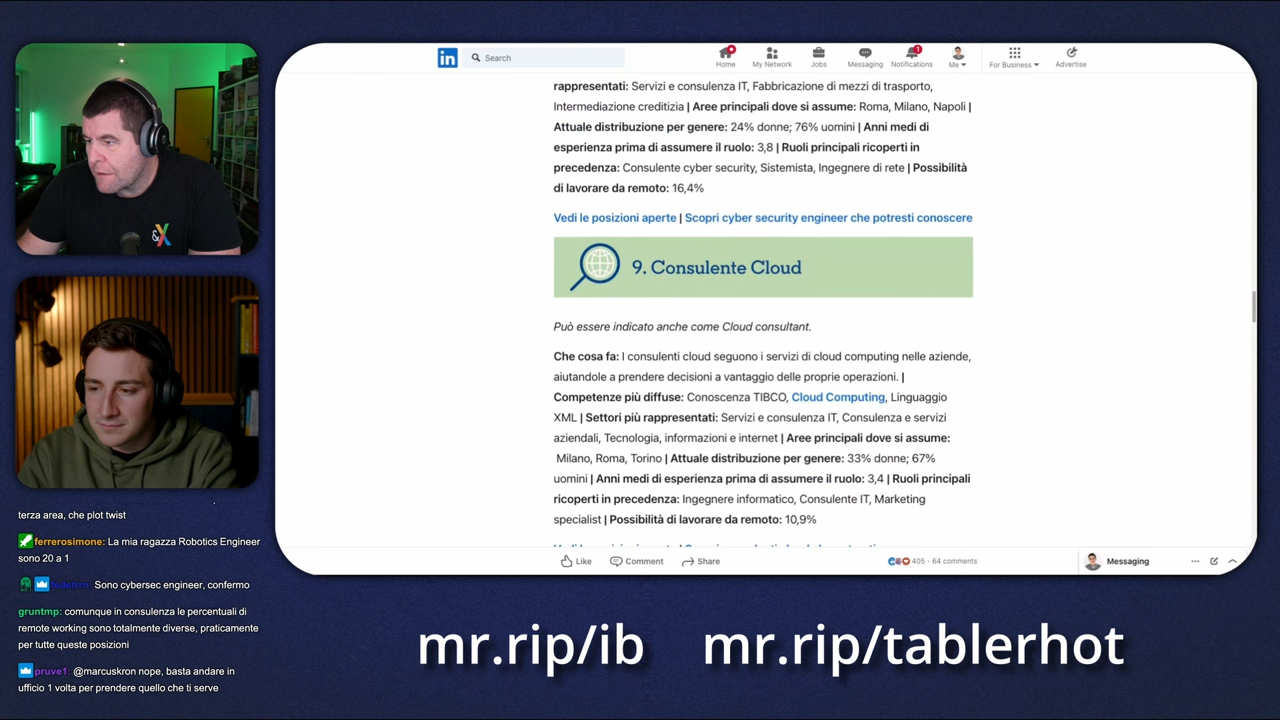 in
Search
Home
My Network
Jobs
Messaging
1
Notifications
Me
For Business
Advertise
rappresentati: Servizi e consulenza IT, Fabbricazione di mezzi di trasporto,
Intermediazione creditizia | Aree principali dove si assume: Roma, Milano, Napoli |
Attuale distribuzione per genere: 24% donne; 76% uomini | Anni medi di
esperienza prima di assumere il ruolo: 3,8 | Ruoli principali ricoperti in
precedenza: Consulente cyber security, Sistemista, Ingegnere di rete | Possibilità
di lavorare da remoto: 16,4%
Vedi le posizioni aperte | Scopri cyber security engineer che potresti conoscere
9. Consulente Cloud
Può essere indicato anche come Cloud consultant.
Che cosa fa: I consulenti cloud seguono i servizi di cloud computing nelle aziende,
aiutandole a prendere decisioni a vantaggio delle proprie operazioni. |
Competenze più diffuse: Conoscenza TIBCO, Cloud Computing, Linguaggio
XML | Settori più rappresentati: Servizi e consulenza IT, Consulenza e servizi
aziendali, Tecnologia, informazioni e internet | Aree principali dove si assume:
Milano, Roma, Torino | Attuale distribuzione per genere: 33% donne; 67%
uomini | Anni medi di esperienza prima di assumere il ruolo: 3,4 | Ruoli principali
ricoperti in precedenza: Ingegnere informatico, Consulente IT, Marketing
specialist | Possibilità di lavorare da remoto: 10,9%
Like
Comment
Share
405 · 64 comments
Messaging
terza area, che plot twist
ferrerosimone: La mia ragazza Robotics Engineer
sono 20 a 1
Sono cybersec engineer, confermo
gruntmp: comunque in consulenza le percentuali di
remote working sono totalmente diverse, praticamente
per tutte queste posizioni
pruve1: @marcuskron nope, basta andare in
ufficio 1 volta per prendere quello che ti serve
mr.rip/ib
mr.rip/tablerhot